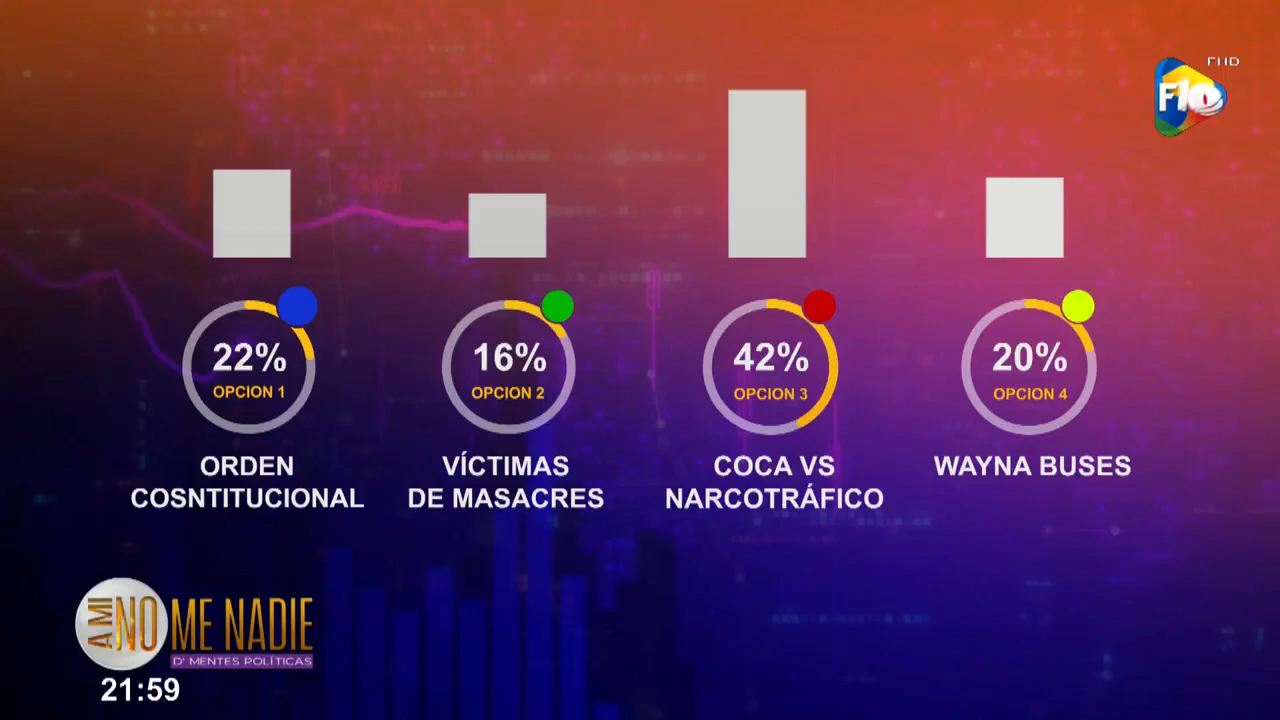 FHD
F10
22%
OPCION 1
16%
OPCION 2
42%
OPCION 3
20%
OPCION 4
ORDEN
COSNTITUCIONAL
VÍCTIMAS
DE MASACRES
COCA VS
NARCOTRÁFICO
WAYNA BUSES
A MI NO ME NADIE
D' MENTES POLÍTICAS
21:59